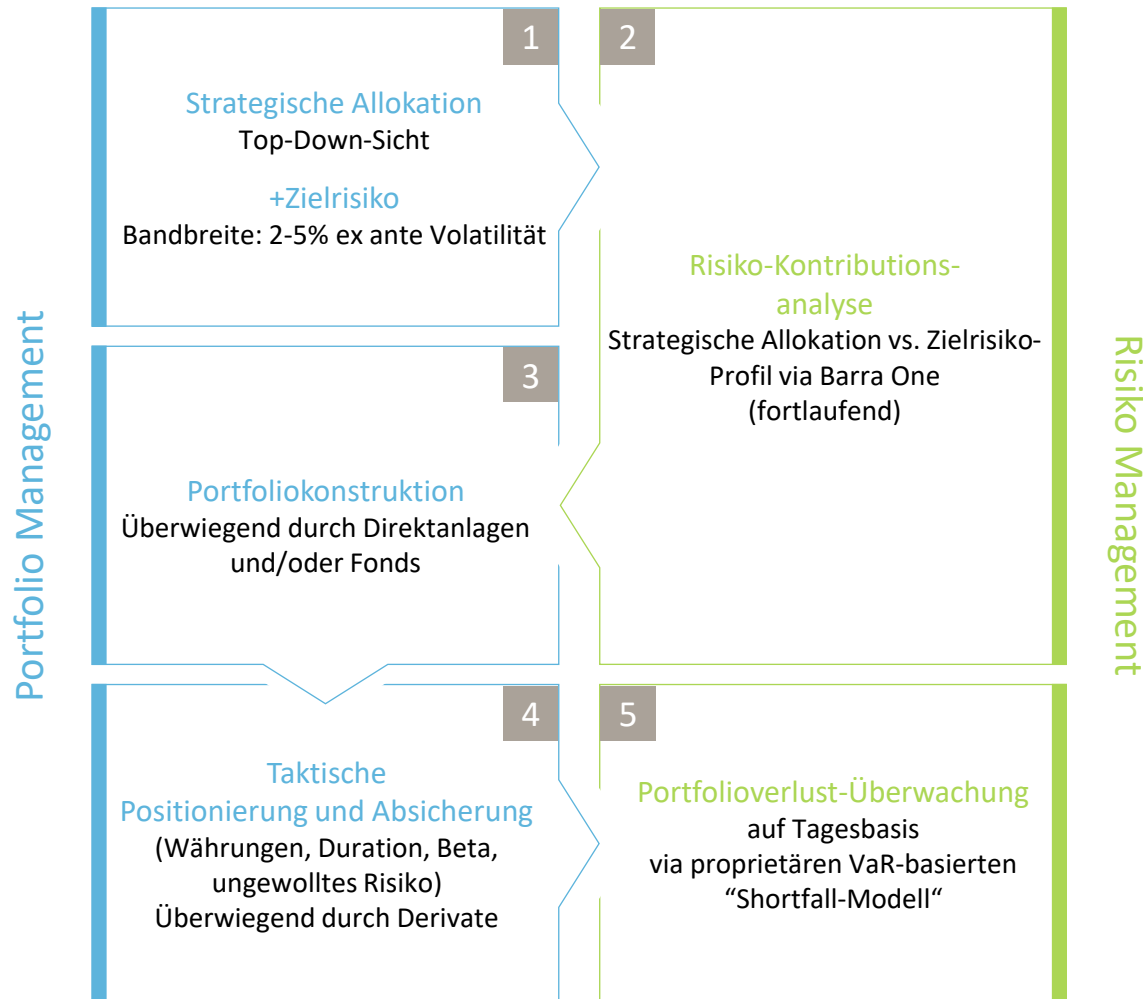 Portfolio Management
1
Strategische Allokation
Top-Down-Sicht
+Zielrisiko
Bandbreite: 2-5% ex ante Volatilität
2
Risiko-Kontributions-
analyse
Strategische Allokation vs. Zielrisiko-
Profil via Barra One
(fortlaufend)
3
Portfoliokonstruktion
Überwiegend durch Direktanlagen
und/oder Fonds
4
Taktische
Positionierung und Absicherung
(Währungen, Duration, Beta,
ungewolltes Risiko)
Überwiegend durch Derivate
5
Portfolioverlust-Überwachung
auf Tagesbasis
via proprietären VaR-basierten
“Shortfall-Modell“
Risiko Management